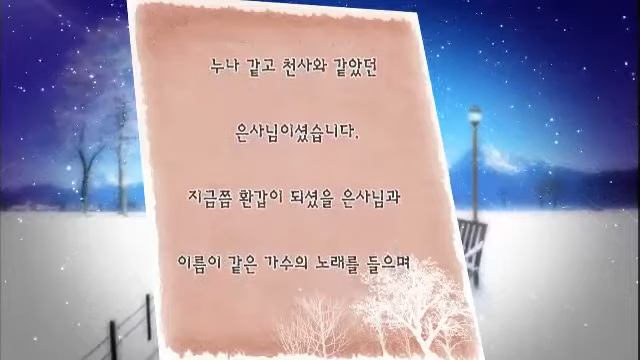 누나 같고 천사와 같았던
은사님이셨습니다.
지금쯤 환갑이 되셨을 은사님과
이름이 같은 가수의 노래를 들으며